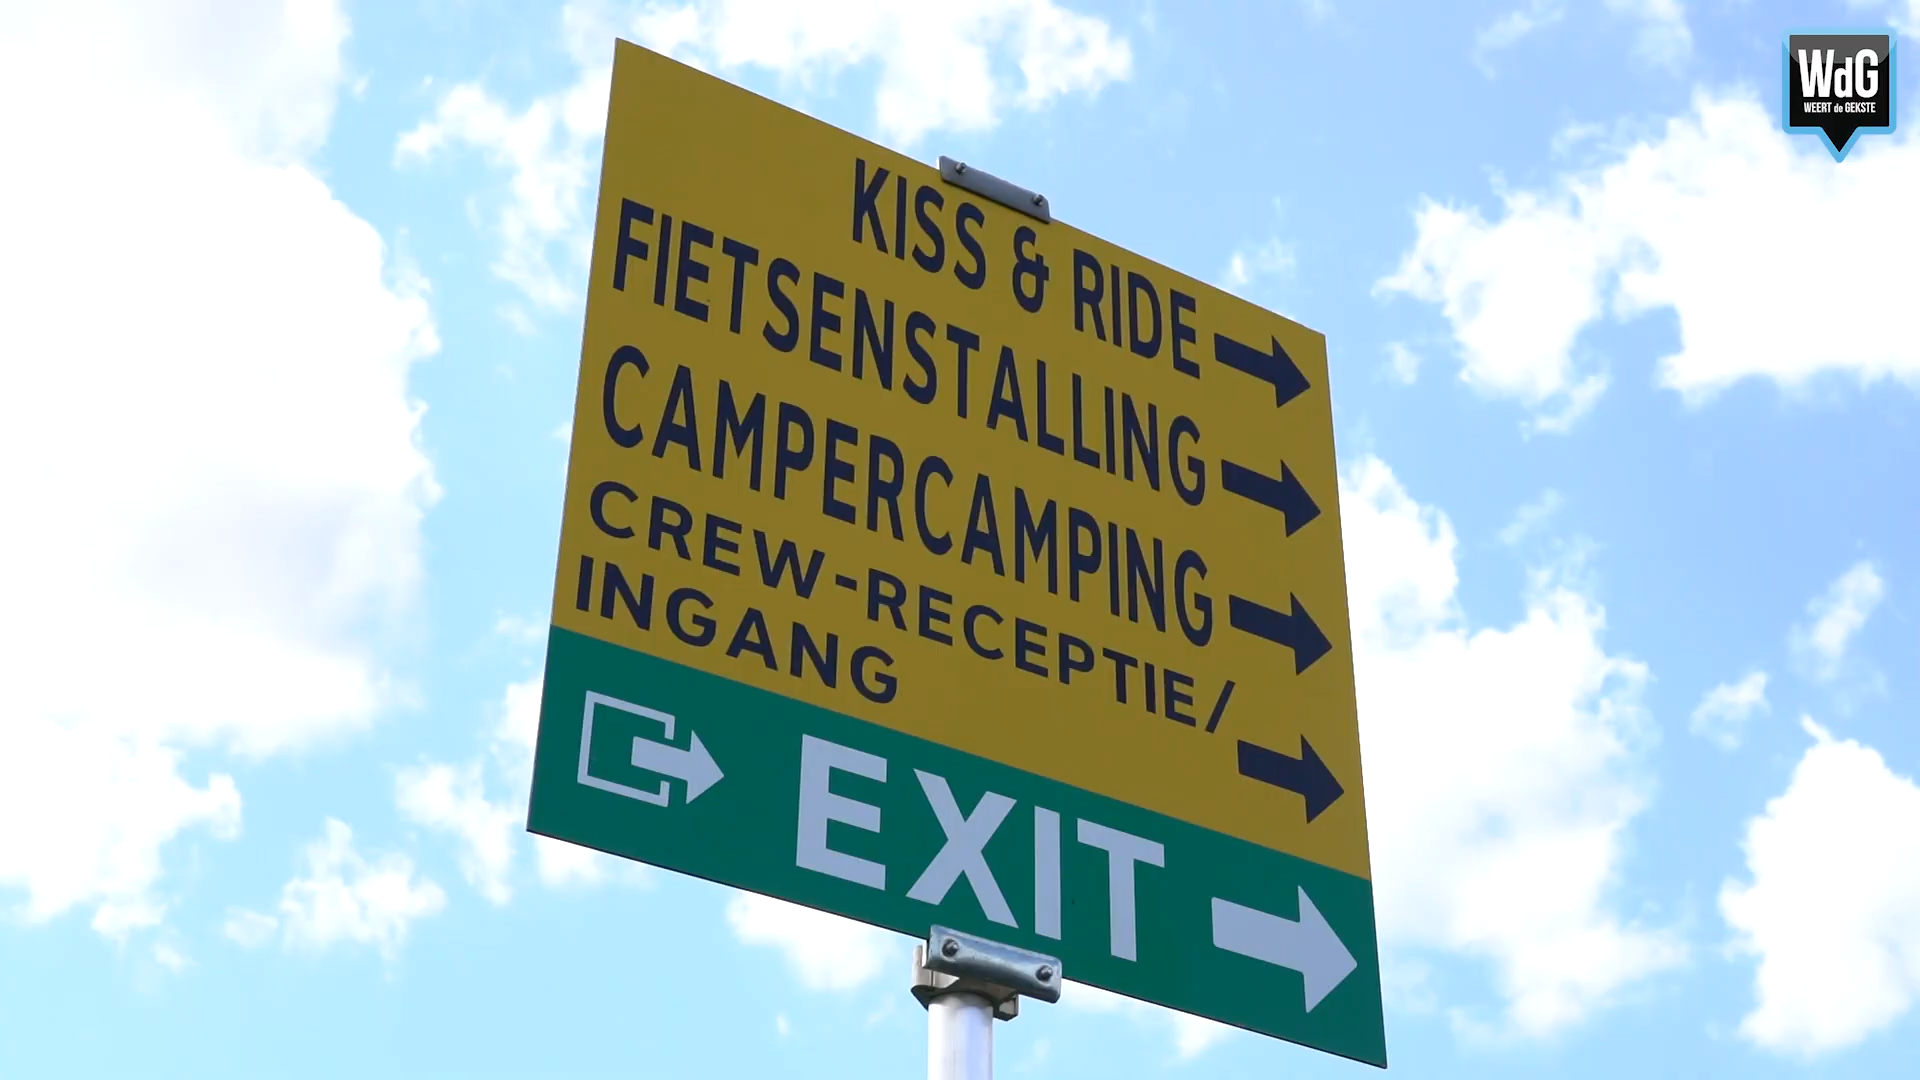 KISS & RIDE
FIETSENSTALLING
CAMPERCAMPING
CREW-RECEPTIE/
INGANG
EXIT
WdG
WEERT de GEKSTE